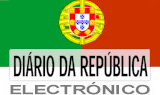 DIÁRIO DA REPÚBLICA
ELECTRÓNICO